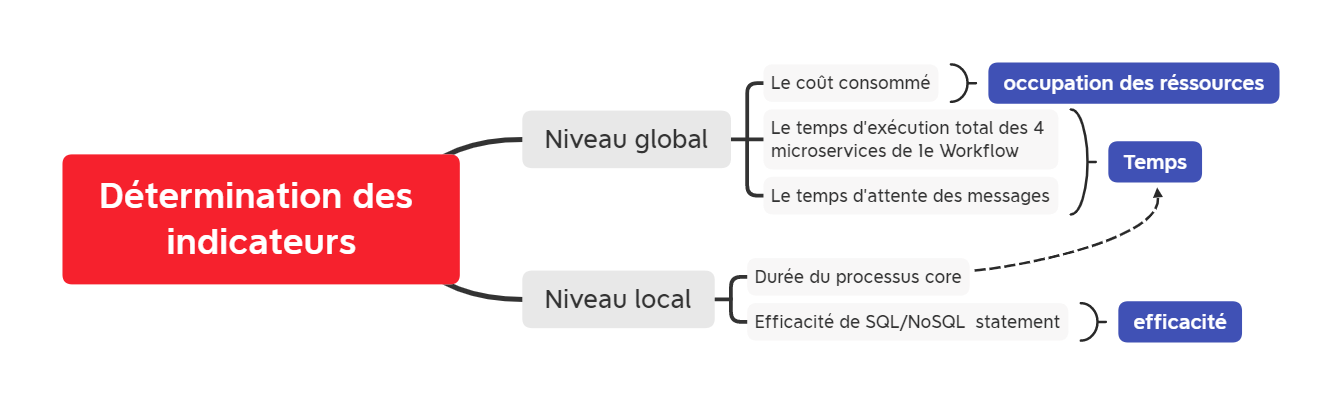 Détermination des
indicateurs
Niveau global
Le coût consommé
occupation des réssources
Le temps d'exécution total des 4
microservices de le Workflow
Le temps d'attente des messages
Temps
Niveau local
Durée du processus core
Efficacité de SQL/NoSQL  statement
efficacité